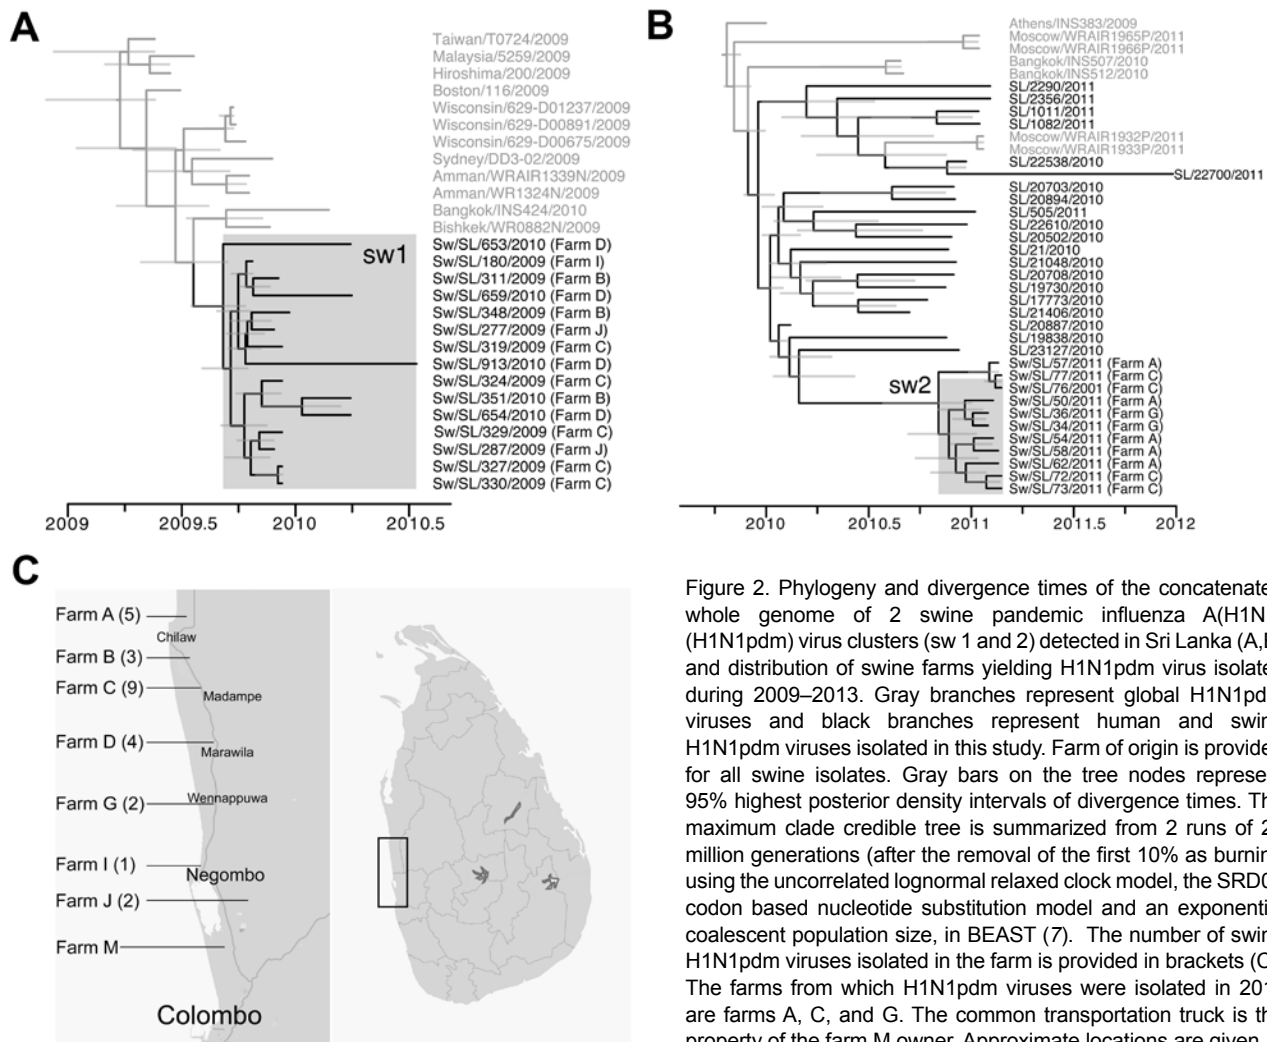 A
Taiwan/T0724/2009
Malaysia/5259/2009
Hiroshima/200/2009
Boston/116/2009
Wisconsin/629-D01237/2009
Wisconsin/629-D00891/2009
Wisconsin/629-D00675/2009
Sydney/DD3-02/2009
Amman/WRAIR1339N/2009
Amman/WR1324N/2009
Bangkok/INS424/2010
Bishkek/WR0882N/2009
sw1
Sw/SL/653/2010 (Farm D)
Sw/SL/180/2009 (Farm I)
Sw/SL/311/2009 (Farm B)
Sw/SL/659/2010 (Farm D)
Sw/SL/348/2009 (Farm B)
Sw/SL/277/2009 (Farm J)
Sw/SL/319/2009 (Farm C)
Sw/SL/913/2010 (Farm D)
Sw/SL/324/2009 (Farm C)
Sw/SL/351/2010 (Farm B)
Sw/SL/654/2010 (Farm D)
Sw/SL/329/2009 (Farm C)
Sw/SL/287/2009 (Farm J)
Sw/SL/327/2009 (Farm C)
Sw/SL/330/2009 (Farm C)
2009 2009.5 2010 2010.5
B
Athens/INS383/2009
Moscow/WRAIR1965P/2011
Moscow/WRAIR1966P/2011
Bangkok/INS507/2010
Bangkok/INS512/2010
SL/2290/2011
SL/2356/2011
SL/1011/2011
SL/1082/2011
Moscow/WRAIR1932P/2011
Moscow/WRAIR1933P/2011
SL/22538/2010
SL/22700/2011
SL/20703/2010
SL/20894/2010
SL/505/2011
SL/22610/2010
SL/20502/2010
SL/21/2010
SL/21048/2010
SL/20708/2010
SL/19730/2010
SL/17773/2010
SL/21406/2010
SL/20887/2010
SL/19838/2010
SL/23127/2010
sw2
Sw/SL/57/2011 (Farm A)
Sw/SL/77/2011 (Farm C)
Sw/SL/76/2001 (Farm C)
Sw/SL/50/2011 (Farm A)
Sw/SL/36/2011 (Farm G)
Sw/SL/34/2011 (Farm G)
Sw/SL/54/2011 (Farm A)
Sw/SL/58/2011 (Farm A)
Sw/SL/62/2011 (Farm A)
Sw/SL/72/2011 (Farm C)
Sw/SL/73/2011 (Farm C)
2010 2010.5 2011 2011.5 2012
C
Farm A (5)
Chilaw
Farm B (3)
Farm C (9)
Madampe
Farm D (4)
Marawila
Farm G (2)
Wennappuwa
Farm I (1)
Negombo
Farm J (2)
Farm M
Colombo
Figure 2. Phylogeny and divergence times of the concatenate
whole genome of 2 swine pandemic influenza A(H1N
(H1N1pdm) virus clusters (sw 1 and 2) detected in Sri Lanka (A,B
and distribution of swine farms yielding H1N1pdm virus isolate
during 2009–2013. Gray branches represent global H1N1pd
viruses and black branches represent human and swin
H1N1pdm viruses isolated in this study. Farm of origin is provide
for all swine isolates. Gray bars on the tree nodes represe
95% highest posterior density intervals of divergence times. Th
maximum clade credible tree is summarized from 2 runs of 2
million generations (after the removal of the first 10% as burnin
using the uncorrelated lognormal relaxed clock model, the SRD0
codon based nucleotide substitution model and an exponenti
coalescent population size, in BEAST (7). The number of swin
H1N1pdm viruses isolated in the farm is provided in brackets (C
The farms from which H1N1pdm viruses were isolated in 201
are farms A, C, and G. The common transportation truck is th
property of the farm M owner. Approximate locations are given